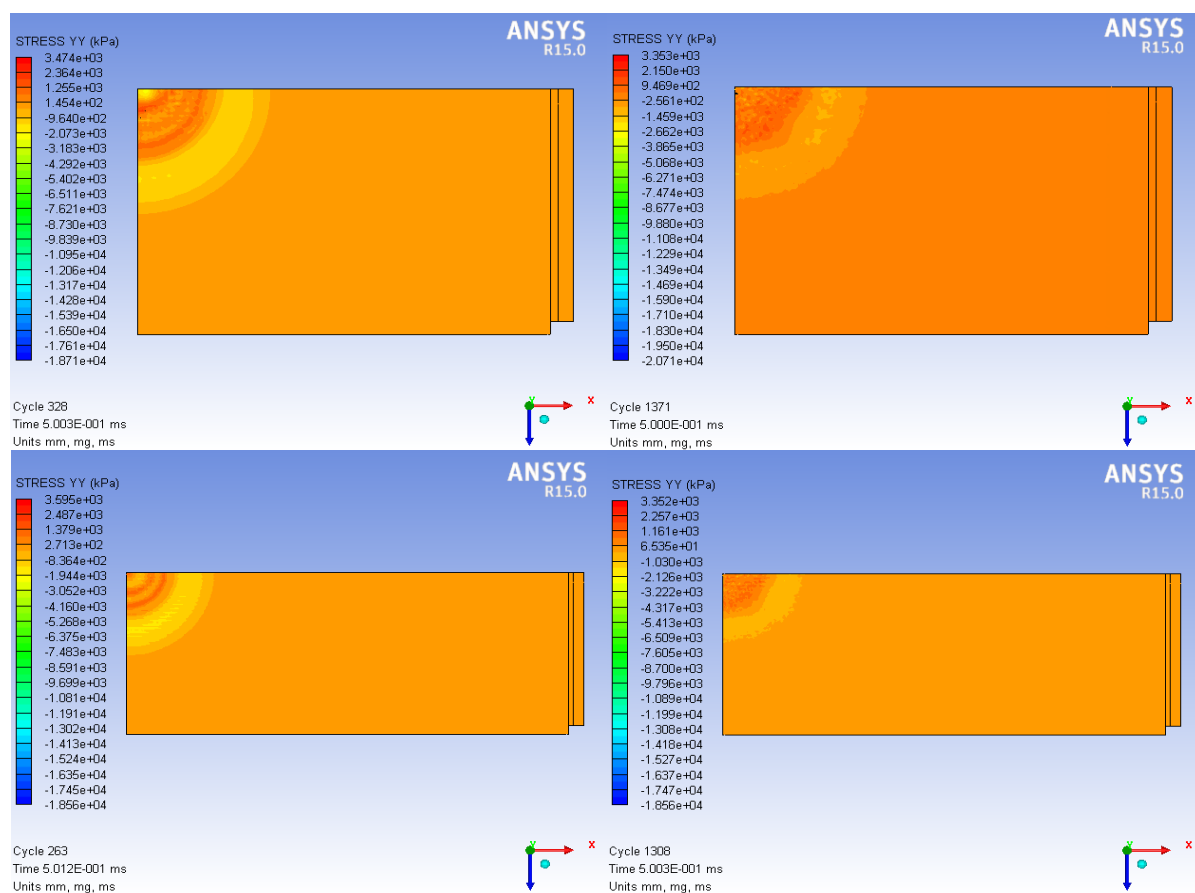 ANSYS
R15.0
STRESS YY (kPa)
3.474e+03
2.364e+03
1.255e+03
1.454e+02
-9.640e+02
-2.073e+03
-3.183e+03
-4.292e+03
-5.402e+03
-6.511e+03
-7.621e+03
-8.730e+03
-9.839e+03
-1.095e+04
-1.206e+04
-1.317e+04
-1.428e+04
-1.539e+04
-1.650e+04
-1.761e+04
-1.871e+04
Cycle 328
Time 5.003E-001 ms
Units mm, mg, ms
Y
X
ANSYS
R15.0
STRESS YY (kPa)
3.353e+03
2.150e+03
9.469e+02
-2.561e+02
-1.459e+03
-2.662e+03
-3.865e+03
-5.068e+03
-6.271e+03
-7.474e+03
-8.677e+03
-9.880e+03
-1.108e+04
-1.229e+04
-1.349e+04
-1.469e+04
-1.590e+04
-1.710e+04
-1.830e+04
-1.950e+04
-2.071e+04
Cycle 1371
Time 5.000E-001 ms
Units mm, mg, ms
Y
X
ANSYS
R15.0
STRESS YY (kPa)
3.595e+03
2.487e+03
1.379e+03
2.713e+02
-8.364e+02
-1.944e+03
-3.052e+03
-4.160e+03
-5.268e+03
-6.375e+03
-7.483e+03
-8.591e+03
-9.699e+03
-1.081e+04
-1.191e+04
-1.302e+04
-1.413e+04
-1.524e+04
-1.635e+04
-1.745e+04
-1.856e+04
Cycle 263
Time 5.012E-001 ms
Units mm, mg, ms
Y
X
ANSYS
R15.0
STRESS YY (kPa)
3.352e+03
2.257e+03
1.161e+03
6.535e+01
-1.030e+03
-2.126e+03
-3.222e+03
-4.317e+03
-5.413e+03
-6.509e+03
-7.605e+03
-8.700e+03
-9.796e+03
-1.089e+04
-1.199e+04
-1.308e+04
-1.418e+04
-1.527e+04
-1.637e+04
-1.747e+04
-1.856e+04
Cycle 1308
Time 5.003E-001 ms
Units mm, mg, ms
Y
X